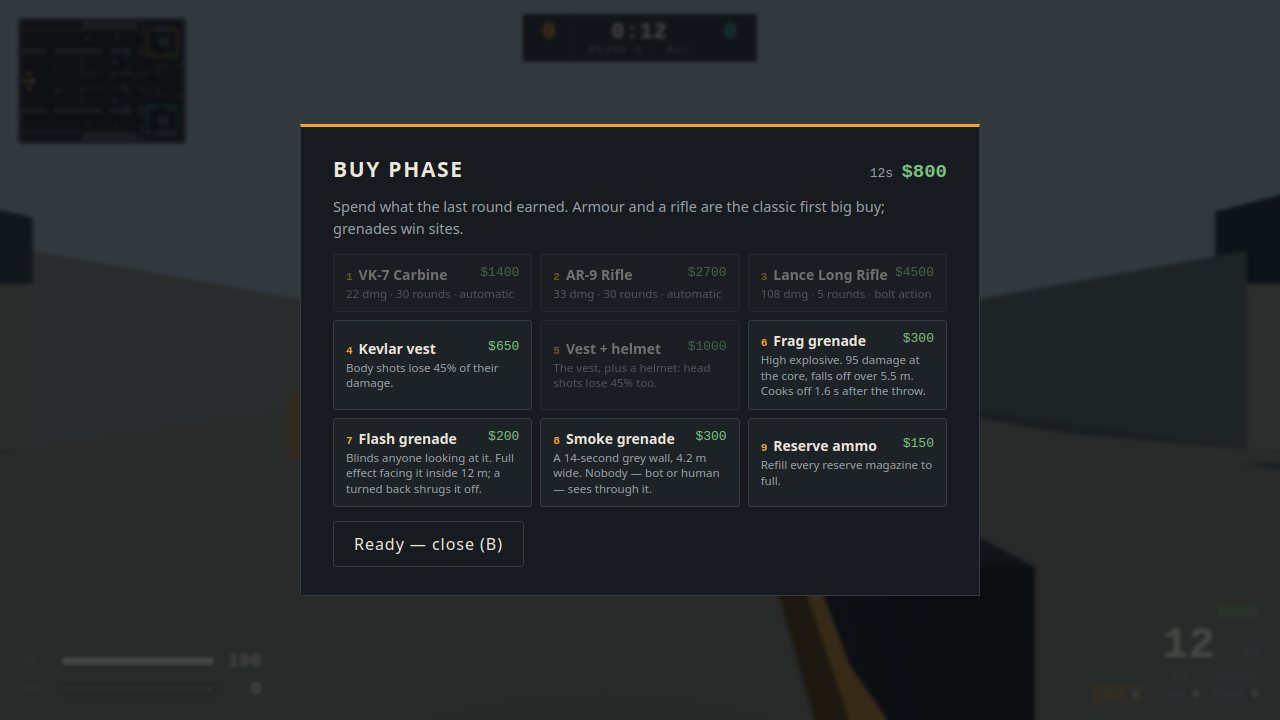 0 0:12 0
ROUND 1 · BUY
BUY PHASE
12s $800
Spend what the last round earned. Armour and a rifle are the classic first big buy;
grenades win sites.
1 VK-7 Carbine $1400
22 dmg · 30 rounds · automatic
2 AR-9 Rifle $2700
33 dmg · 30 rounds · automatic
3 Lance Long Rifle $4500
108 dmg · 5 rounds · bolt action
4 Kevlar vest $650
Body shots lose 45% of their
damage.
5 Vest + helmet $1000
The vest, plus a helmet: head
shots lose 45% too.
6 Frag grenade $300
High explosive. 95 damage at
the core, falls off over 5.5 m.
Cooks off 1.6 s after the throw.
7 Flash grenade $200
Blinds anyone looking at it. Full
effect facing it inside 12 m; a
turned back shrugs it off.
8 Smoke grenade $300
A 14-second grey wall, 4.2 m
wide. Nobody — bot or human
— sees through it.
9 Reserve ammo $150
Refill every reserve magazine to
full.
Ready — close (B)
$800
100
12
0